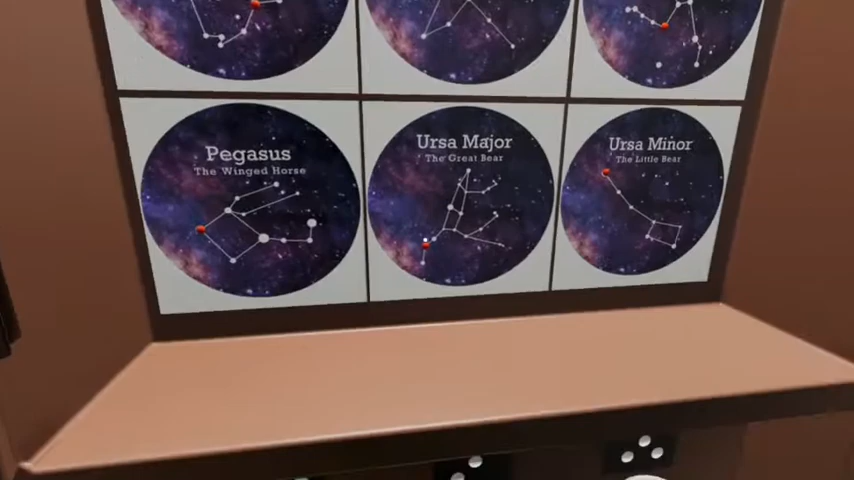 Pegasus
The Winged Horse
Ursa Major
The Great Bear
Ursa Minor
The Little Bear